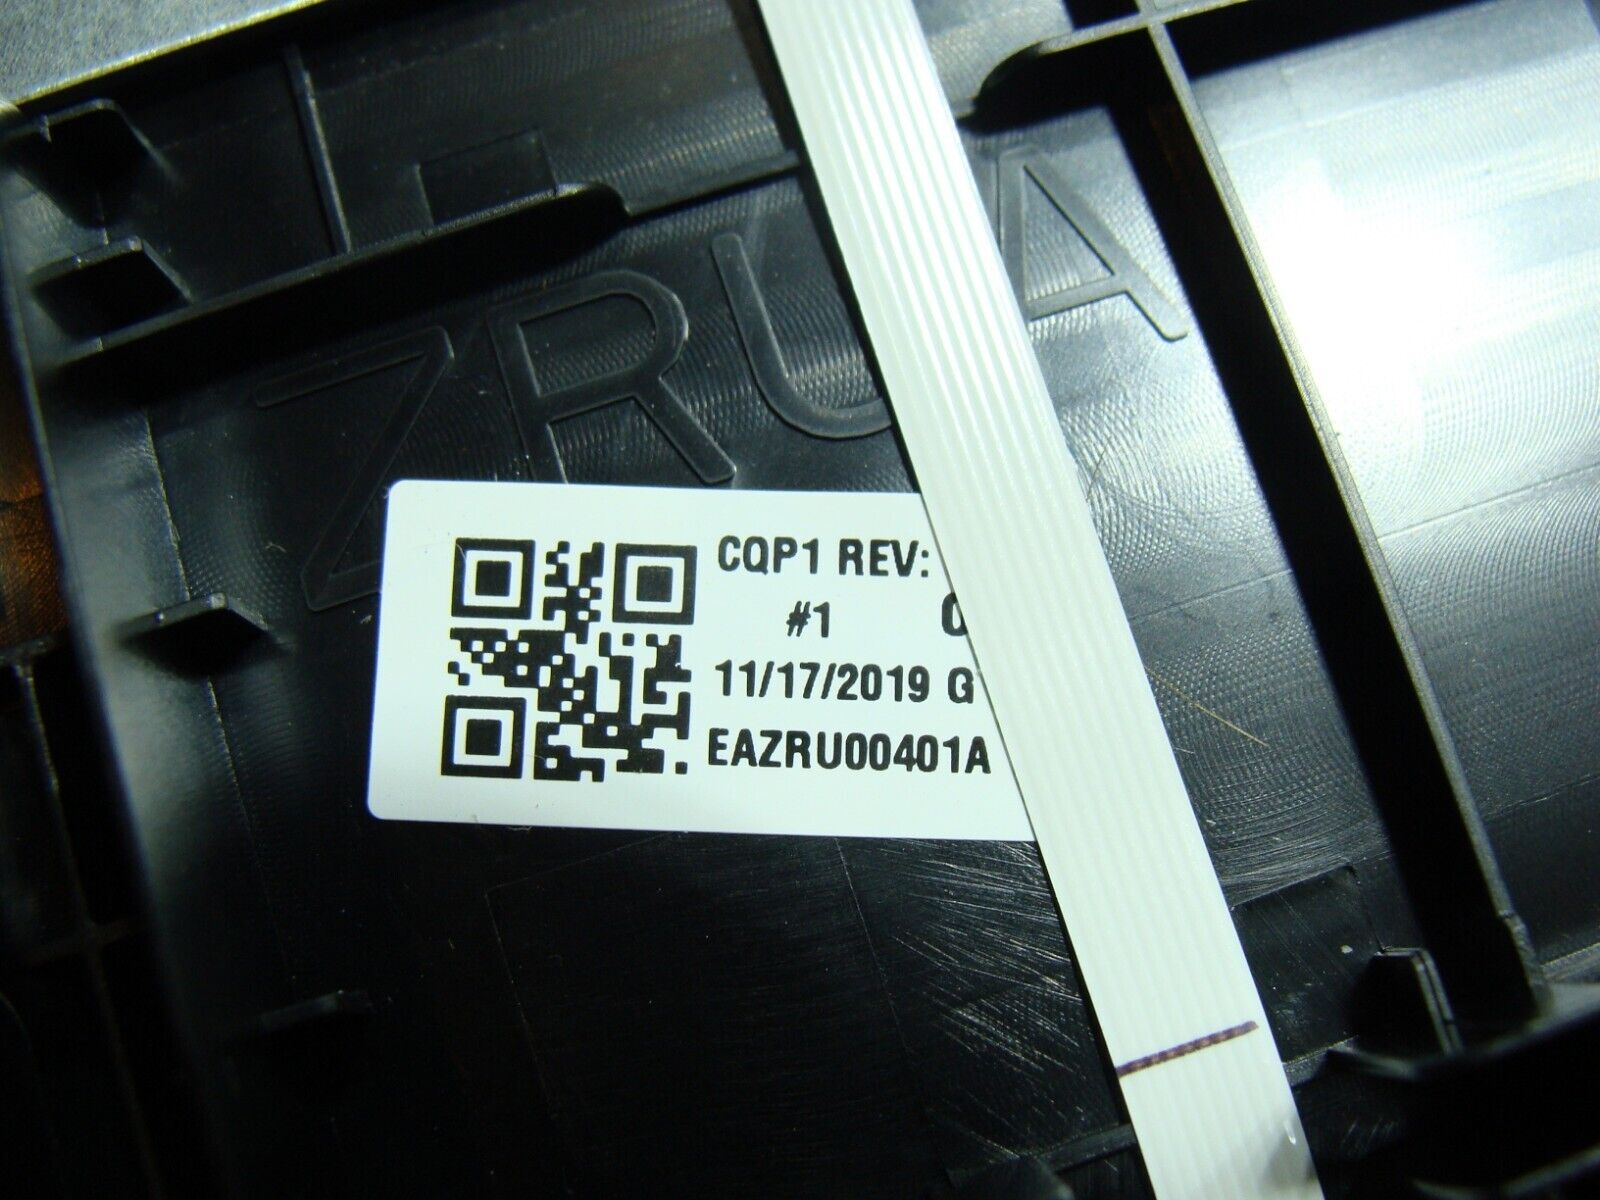 ZRU A
CQP1 REV:
#1
11/17/2019 G
EAZRU00401A